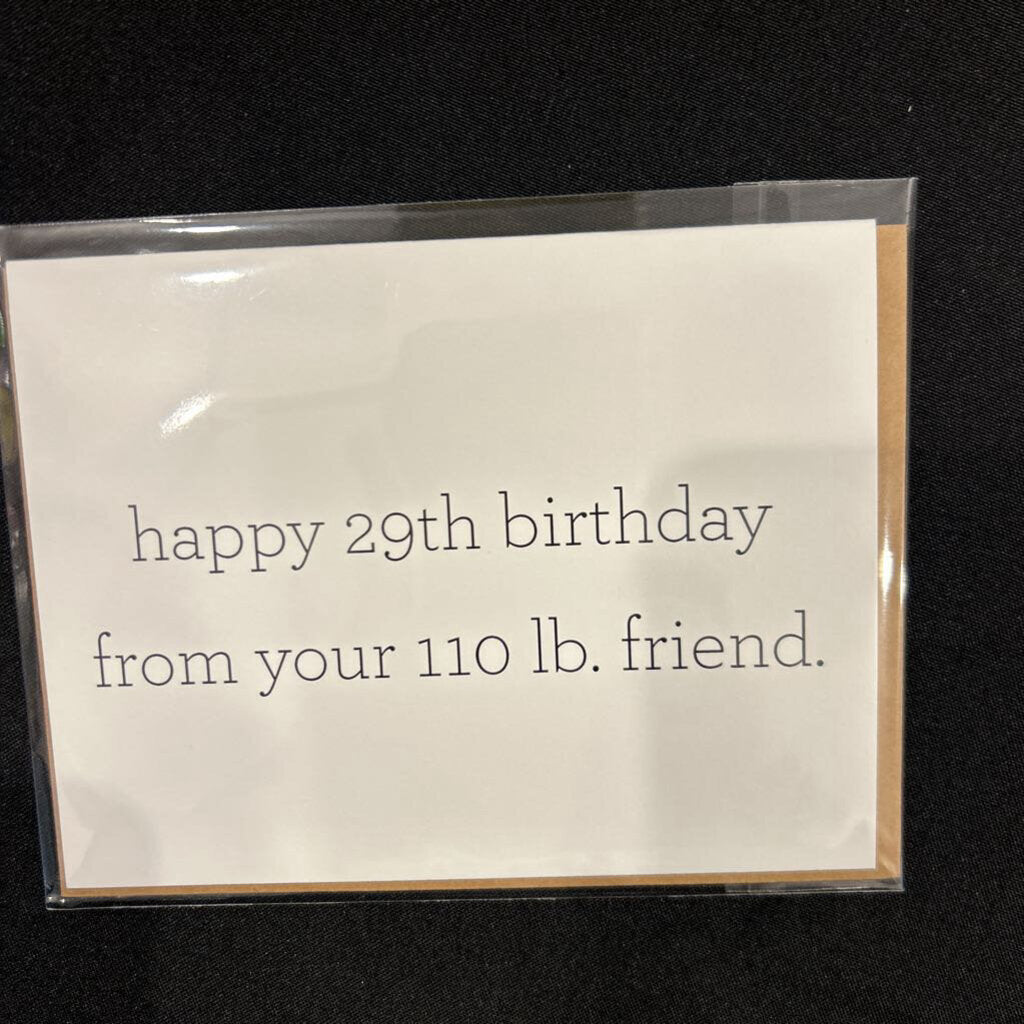 happy 29th birthday
from your 110 lb. friend.